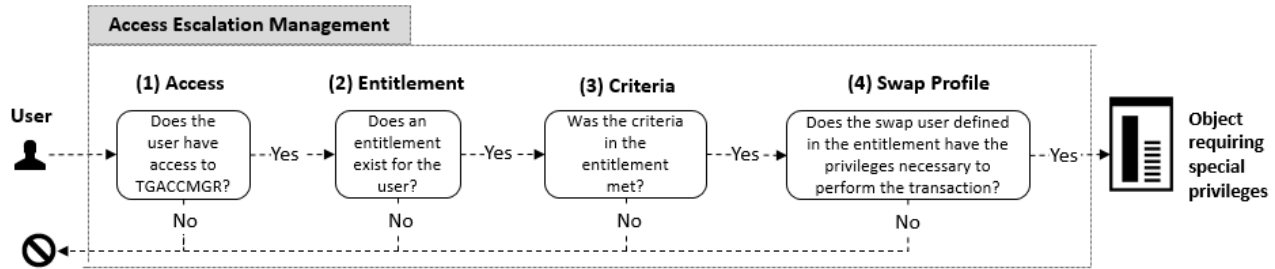 Access Escalation Management
(1) Access
(2) Entitlement
(3) Criteria
(4) Swap Profile
User
Does the
user have
access to
TGACCMGR?
Yes
Does an
entitlement
exist for the
user?
Yes
Was the criteria
in the
entitlement
met?
Yes
Does the swap user defined
in the entitlement have the
privileges necessary to
perform the transaction?
Yes
Object
requiring
special
privileges
No
No
No
No